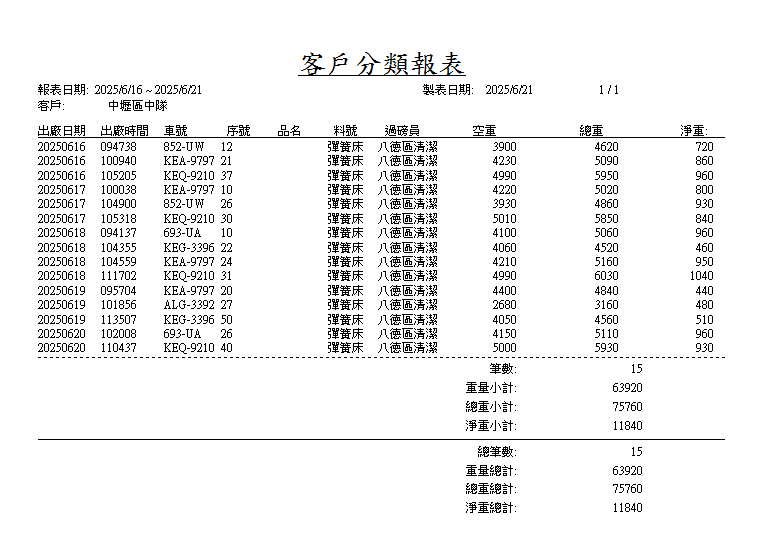 客戶分類報表
報表日期: 2025/6/16 ~ 2025/6/21 製表日期: 2025/6/21 1 / 1
客戶: 中壢區中隊
出廠日期 出廠時間 車號 序號 品名 料號 過磅員 空重 總重 淨重:
20250616 094738 852-UW 12 彈簧床 八德區清潔 3900 4620 720
20250616 100940 KEA-9797 21 彈簧床 八德區清潔 4230 5090 860
20250616 105205 KEQ-9210 37 彈簧床 八德區清潔 4990 5950 960
20250617 100038 KEA-9797 10 彈簧床 八德區清潔 4220 5020 800
20250617 104900 852-UW 26 彈簧床 八德區清潔 3930 4860 930
20250617 105318 KEQ-9210 30 彈簧床 八德區清潔 5010 5850 840
20250618 094137 693-UA 10 彈簧床 八德區清潔 4100 5060 960
20250618 104355 KEG-3396 22 彈簧床 八德區清潔 4060 4520 460
20250618 104559 KEA-9797 24 彈簧床 八德區清潔 4210 5160 950
20250618 111702 KEQ-9210 31 彈簧床 八德區清潔 4990 6030 1040
20250619 095704 KEA-9797 20 彈簧床 八德區清潔 4400 4840 440
20250619 101856 ALG-3392 27 彈簧床 八德區清潔 2680 3160 480
20250619 113507 KEG-3396 50 彈簧床 八德區清潔 4050 4560 510
20250620 102008 693-UA 26 彈簧床 八德區清潔 4150 5110 960
20250620 110437 KEQ-9210 40 彈簧床 八德區清潔 5000 5930 930
筆數: 15
重量小計: 63920
總重小計: 75760
淨重小計: 11840
總筆數: 15
重量總計: 63920
總重總計: 75760
淨重總計: 11840